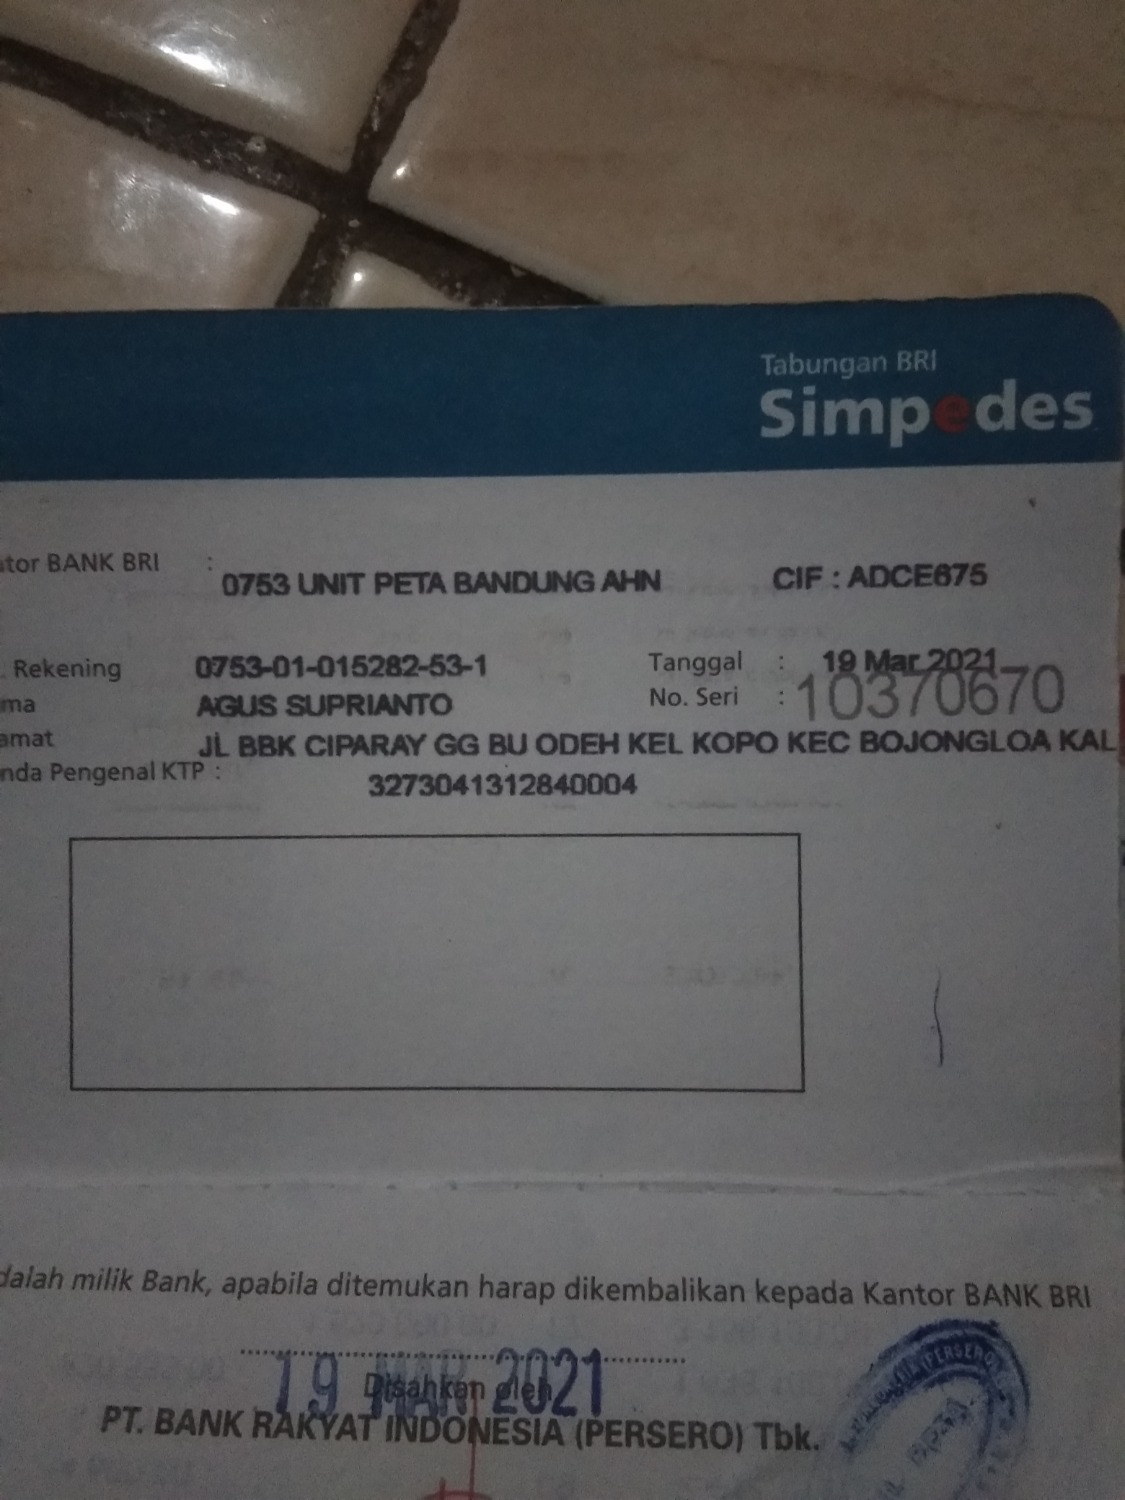 Tabungan BRI
Simpedes
ntor BANK BRI : 0753 UNIT PETA BANDUNG AHN CIF : ADCE675
. Rekening 0753-01-015282-53-1 Tanggal : 19 Mar 2021
ma AGUS SUPRIANTO No. Seri : 10370670
amat JL BBK CIPARAY GG BU ODEH KEL KOPO KEC BOJONGLOA KAL
nda Pengenal KTP : 3273041312840004
dalah milik Bank, apabila ditemukan harap dikembalikan kepada Kantor BANK BRI
19 MAR 2021
Disahkan oleh
PT. BANK RAKYAT INDONESIA (PERSERO) Tbk.
(PERSERO)